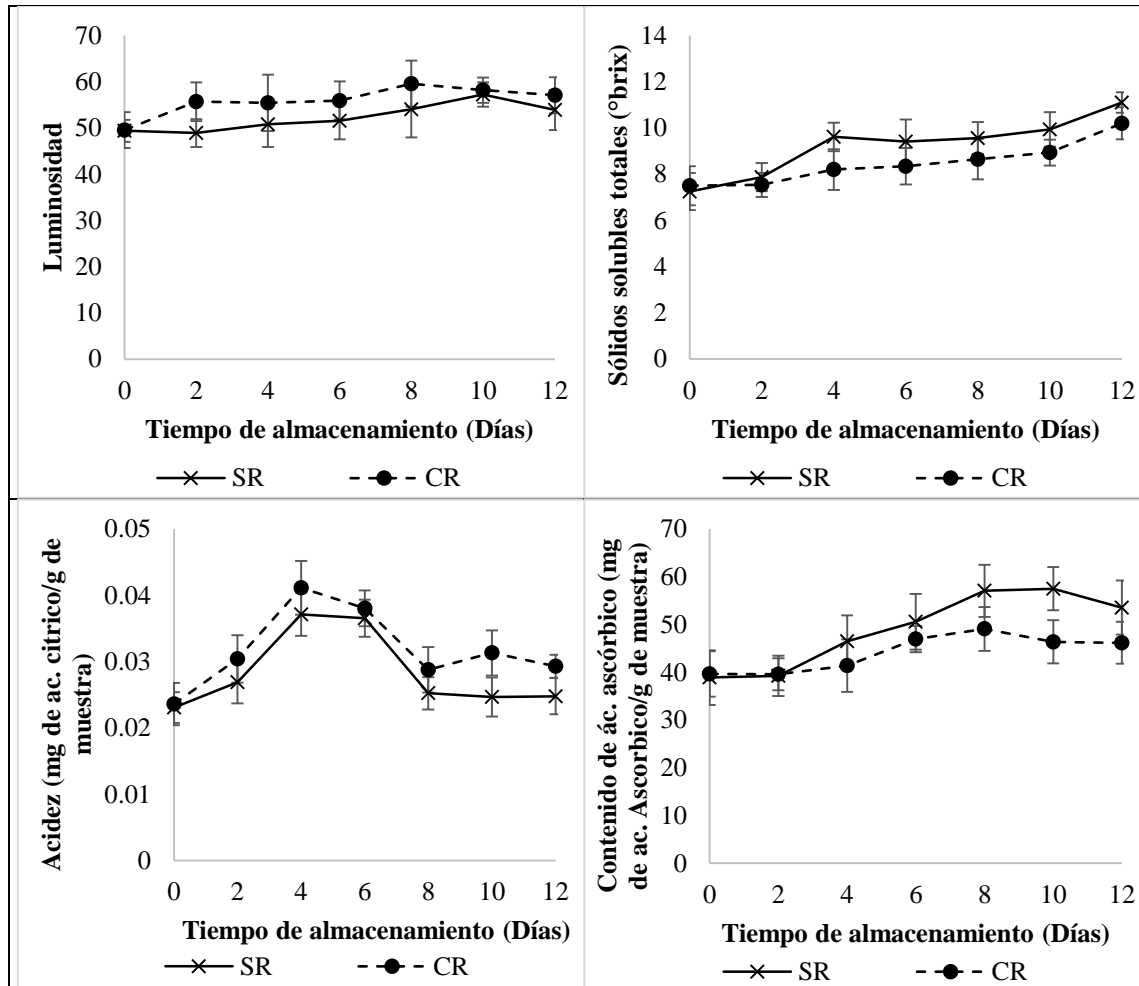 70
60
50
40
30
20
10
0
Luminosidad
0 2 4 6 8 10 12
Tiempo de almacenamiento (Días)
SR CR
14
12
10
8
6
4
2
0
Sólidos solubles totales (°brix)
0 2 4 6 8 10 12
Tiempo de almacenamiento (Días)
SR CR
0.05
0.04
0.03
0.02
0.01
0
Acidez (mg de ac. citrico/g de
muestra)
0 2 4 6 8 10 12
Tiempo de almacenamiento (Días)
SR CR
70
60
50
40
30
20
10
0
Contenido de ác. ascórbico (mg
de ac. Ascorbico/g de muestra)
0 2 4 6 8 10 12
Tiempo de almacenamiento (Días)
SR CR